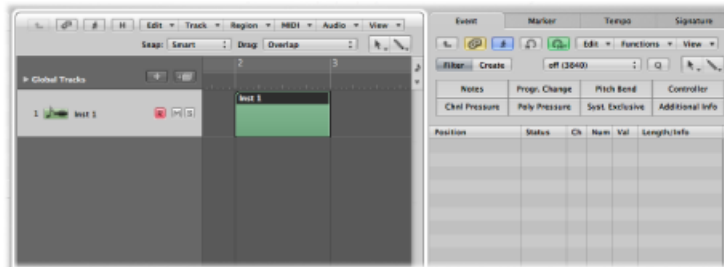 H Edit Track Region MIDI Audio View
Snap: Smart Drag: Overlap
2 3
Global Tracks
Inst 1
1 Inst 1 R M S
Event Marker Tempo Signature
Edit Functions View
Filter Create off (3840) Q
Notes Progr. Change Pitch Bend Controller
Chnl Pressure Poly Pressure Syst. Exclusive Additional Info
Position Status Ch Num Val Length/Info